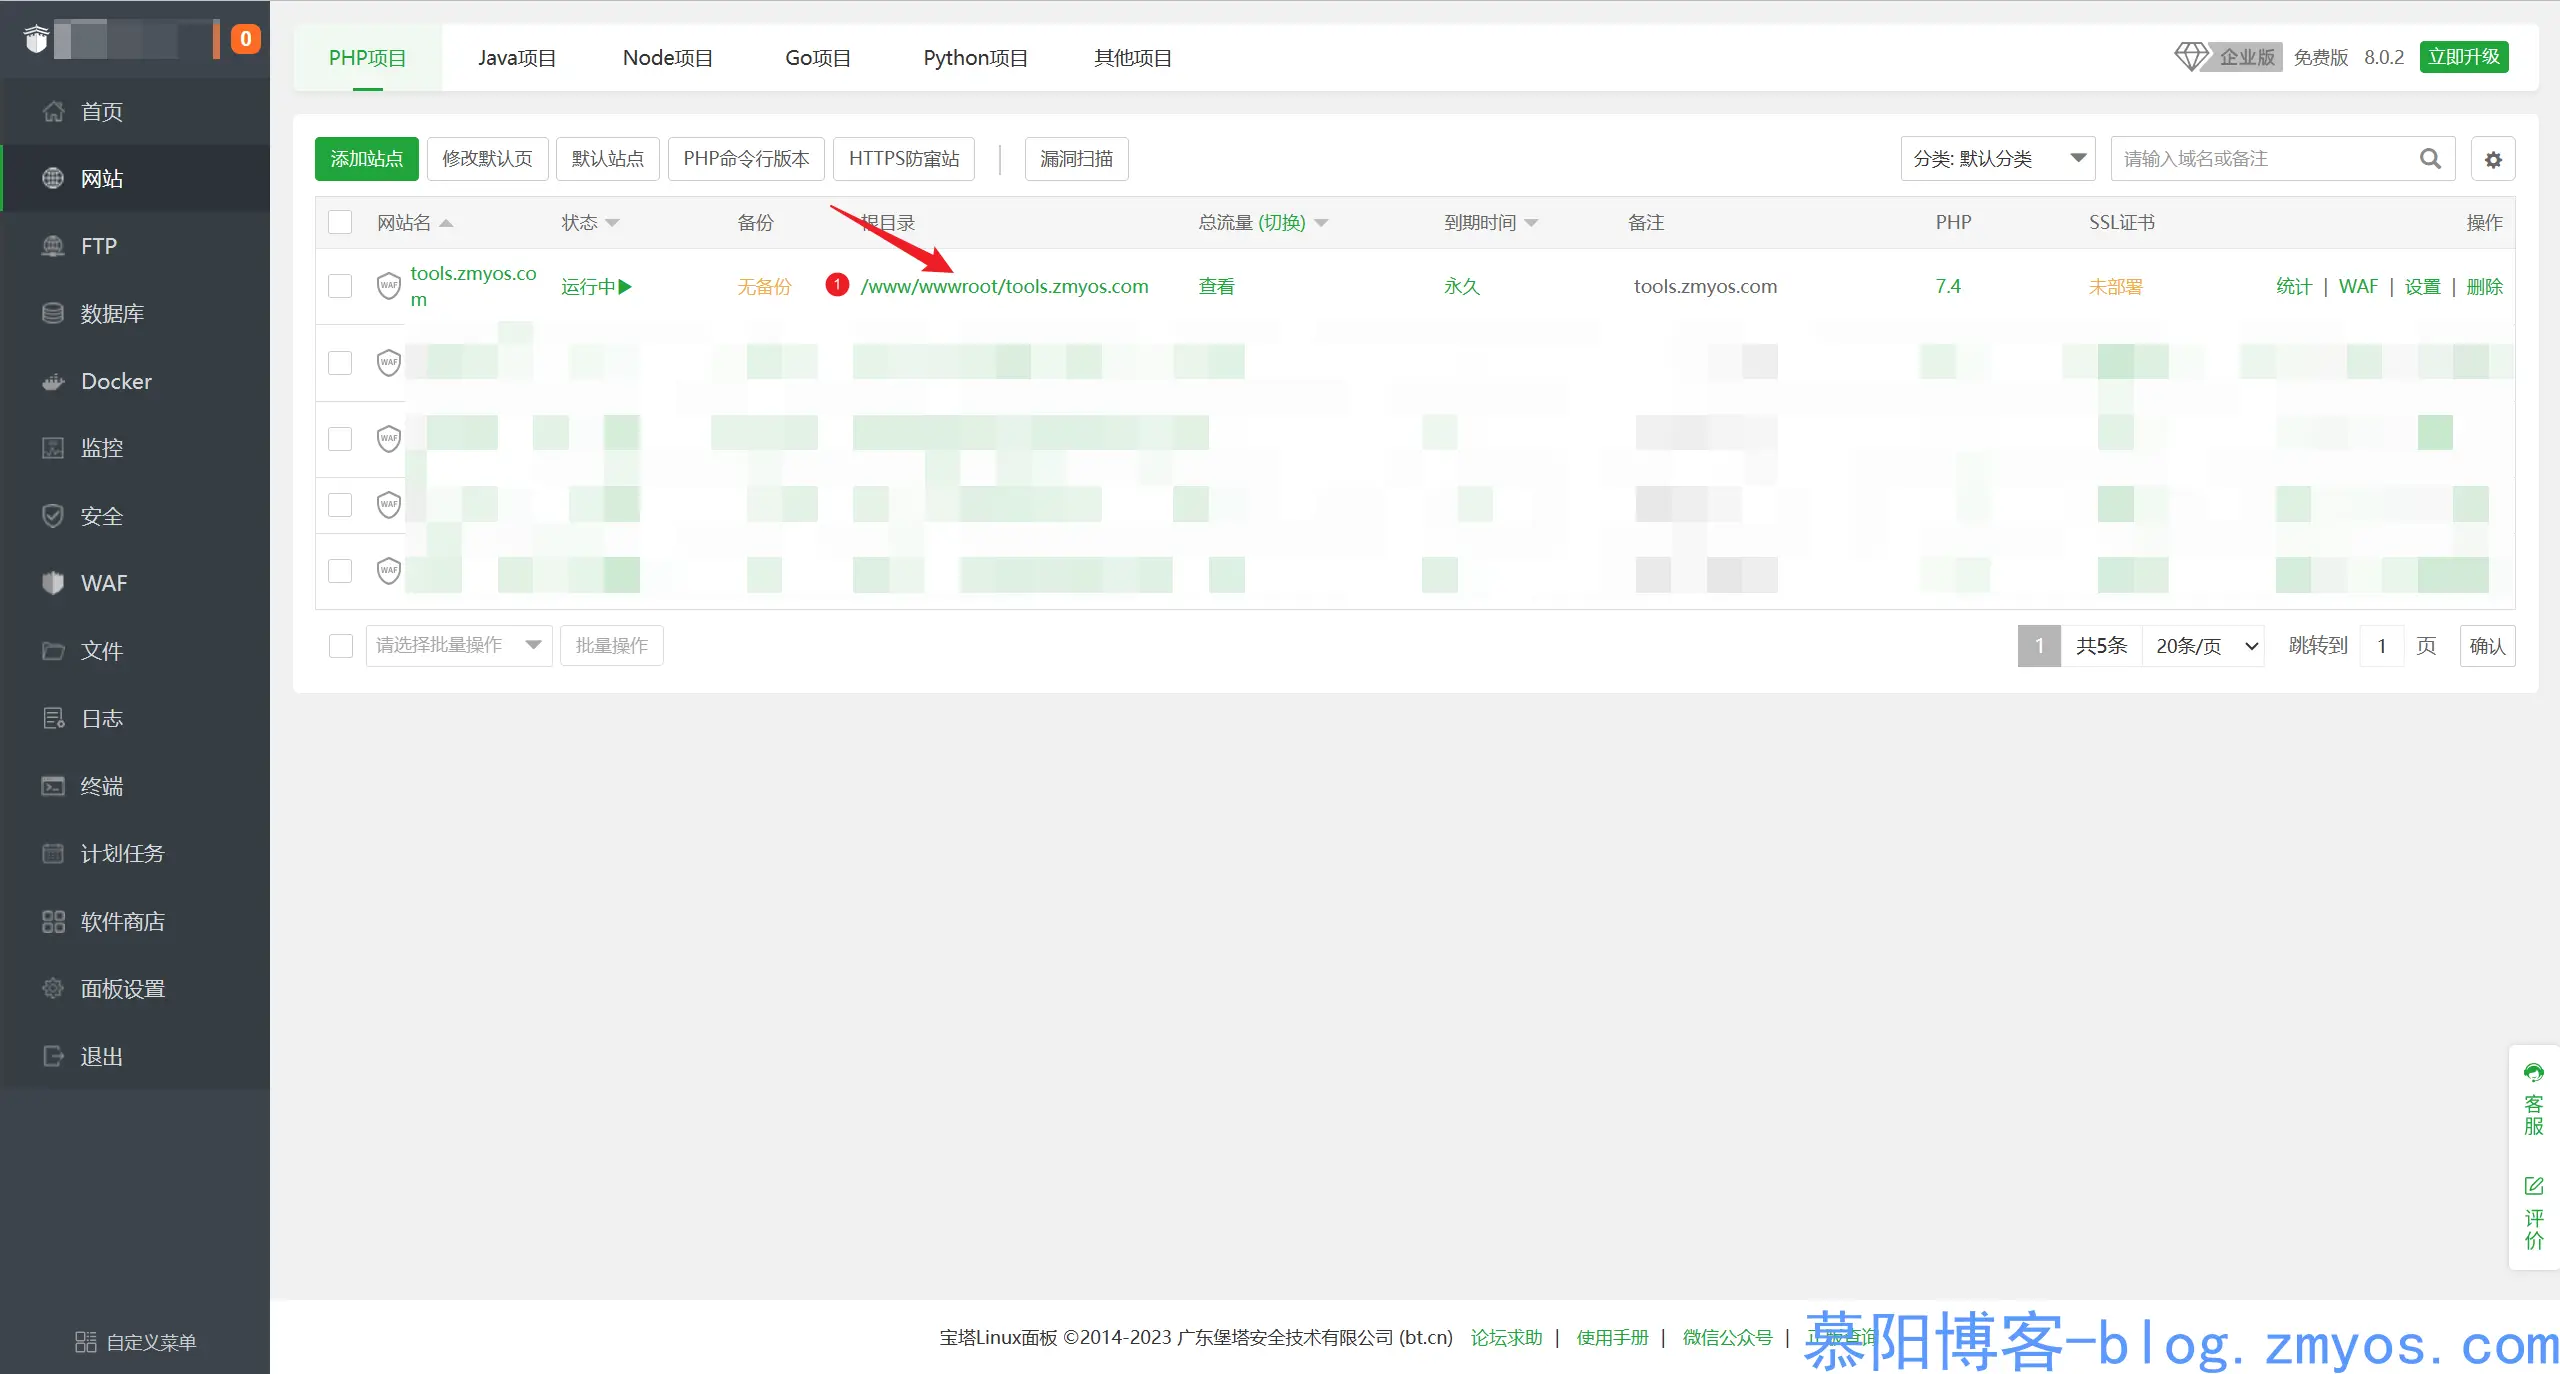 0
首页
网站
FTP
数据库
Docker
监控
安全
WAF
文件
日志
终端
计划任务
软件商店
面板设置
退出
自定义菜单
PHP项目 Java项目 Node项目 Go项目 Python项目 其他项目
企业版 免费版 8.0.2 立即升级
添加站点 修改默认页 默认站点 PHP命令行版本 HTTPS防窜站 漏洞扫描
分类: 默认分类 请输入域名或备注
网站名 状态 备份 根目录 总流量 (切换) 到期时间 备注 PHP SSL证书 操作
WAF tools.zmyos.co
m
运行中 无备份 1 /www/wwwroot/tools.zmyos.com 查看 永久 tools.zmyos.com 7.4 未部署 统计 | WAF | 设置 | 删除
WAF
WAF
WAF
WAF
请选择批量操作 批量操作
1 共5条 20条/页 跳转到 1 页 确认
客服
评价
宝塔Linux面板 ©2014-2023 广东堡塔安全技术有限公司 (bt.cn) 论坛求助 | 使用手册 | 微信公众号 | 正版查询
慕阳博客-blog.zmyos.com